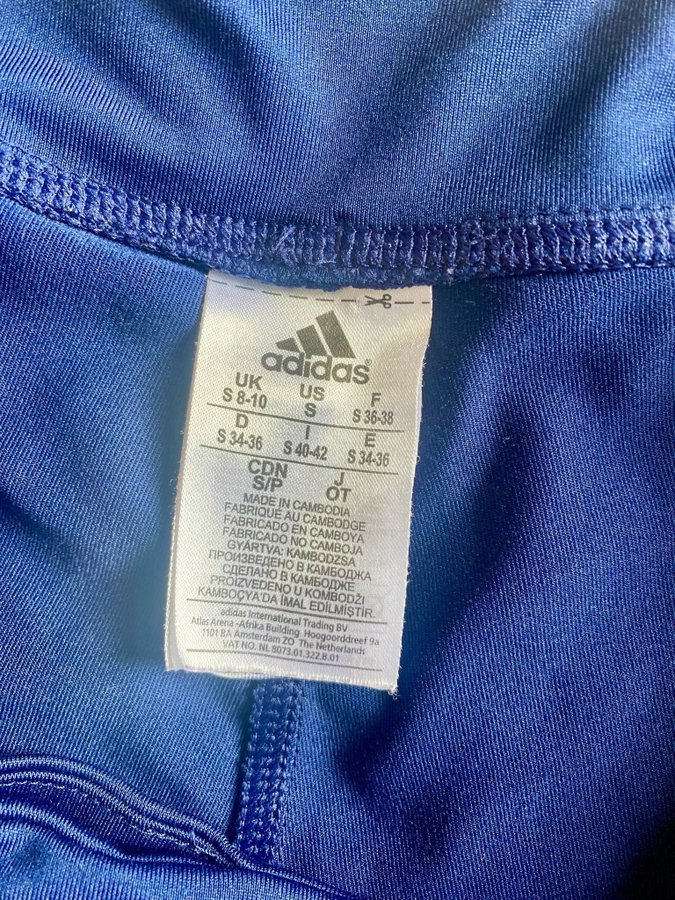 adidas®
UK US F
S 8-10 S S 36-38
D I E
S 34-36 S 40-42 S 34-36
CDN J
S/P OT
MADE IN CAMBODIA
FABRIQUÉ AU CAMBODGE
FABRICADO EN CAMBOYA
FABRICADO NO CAMBOJA
GYÁRTVA: KAMBODZSA
ПРОИЗВЕДЕНО В КАМБОДЖА
СДЕЛАНО В КАМБОДЖЕ
PROIZVEDENO U KOMBODŽI
KAMBOÇYA'DA İMAL EDİLMİŞTİR.
adidas International Trading BV
Atlas Arena -Afrika Building Hoogoorddreef 9a
1101 BA Amsterdam ZO The Netherlands
VAT NO. NL 8073.01.322.B.01